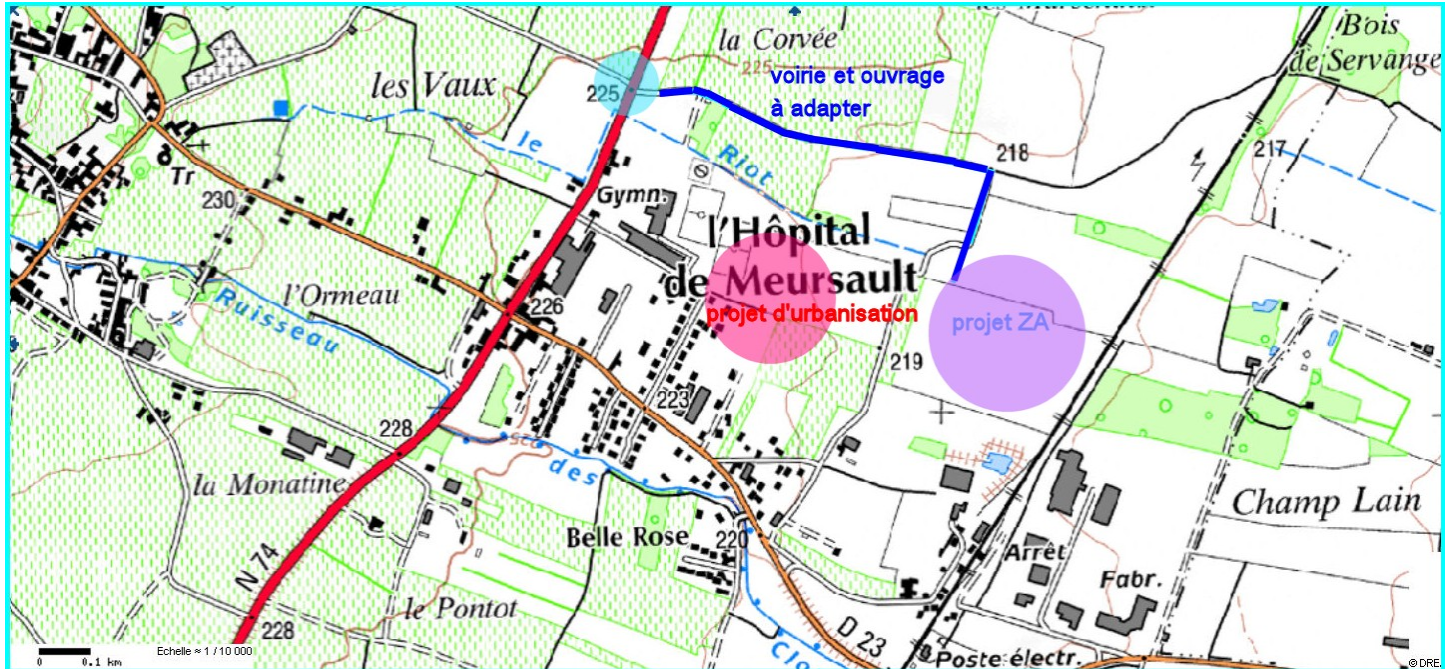 Bois
de Servange
la Corvée
225
voirie et ouvrage
à adapter
les Vaux
225
le
Riot
218
217
Tr
230
Gymn.
l'Hôpital
de Meursault
projet d'urbanisation
projet ZA
l'Ormeau
Ruisseau
226
219
223
228
225
des
la Monatine
Belle Rose
220
Champ Lain
Arrêt
Fabr.
N 74
le Pontot
228
D 23
Clo
Poste électr.
0 0.1 km
Echelle ≈ 1 / 10 000
© DRE